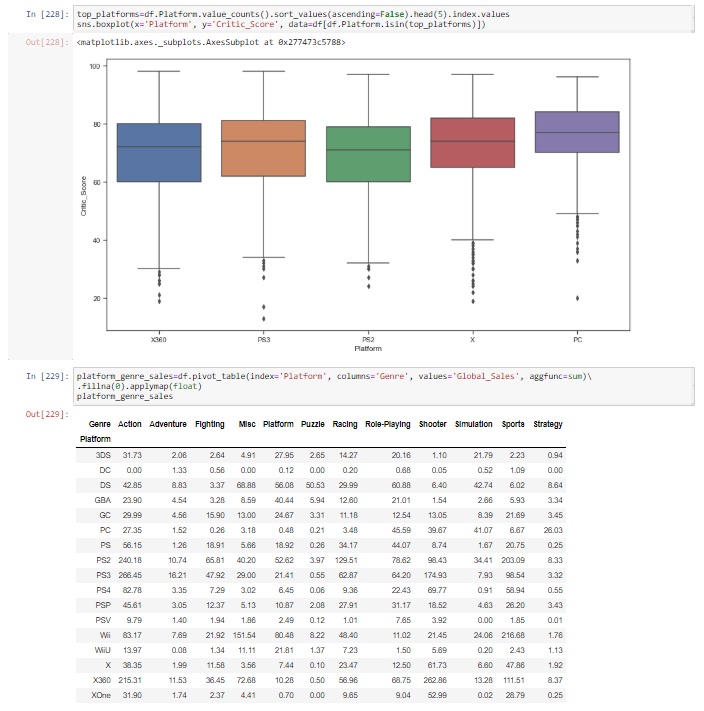 In [228]: top_platforms=df.Platform.value_counts().sort_values(ascending=False).head(5).index.values
sns.boxplot(x='Platform', y='Critic_Score', data=df[df.Platform.isin(top_platforms)])
Out[228]: <matplotlib.axes._subplots.AxesSubplot at 0x277473c5788>
100
80
60
40
20
Critic_Score
X360 PS3 PS2 X PC
Platform
In [229]: platform_genre_sales=df.pivot_table(index='Platform', columns='Genre', values='Global_Sales', aggfunc=sum)\
.fillna(0).applymap(float)
platform_genre_sales
Out[229]:
Genre Action Adventure Fighting Misc Platform Puzzle Racing Role-Playing Shooter Simulation Sports Strategy
Platform
3DS 31.73 2.06 2.64 4.91 27.95 2.65 14.27 20.16 1.10 21.79 2.23 0.94
DC 0.00 1.33 0.56 0.00 0.12 0.00 0.20 0.68 0.05 0.52 1.09 0.00
DS 42.85 8.83 3.37 68.88 56.08 50.53 29.99 60.88 6.40 42.74 6.02 8.64
GBA 23.90 4.54 3.28 8.59 40.44 5.94 12.60 21.01 1.54 2.66 5.93 3.34
GC 29.99 4.56 15.90 13.00 24.67 3.31 11.18 12.54 13.05 8.39 21.69 3.45
PC 27.35 1.52 0.26 3.18 0.48 0.21 3.48 45.59 39.67 41.07 6.67 26.03
PS 56.15 1.26 18.91 5.66 18.92 0.26 34.17 44.07 8.74 1.67 20.75 0.25
PS2 240.18 10.74 65.81 40.20 52.62 3.97 129.51 78.62 98.43 34.41 203.09 8.33
PS3 266.45 16.21 47.92 29.00 21.41 0.55 62.87 64.20 174.93 7.93 98.54 3.32
PS4 82.78 3.35 7.29 3.02 6.45 0.06 9.36 22.43 69.77 0.91 58.94 0.55
PSP 45.61 3.05 12.37 5.13 10.87 2.08 27.91 31.17 18.52 4.63 26.20 3.43
PSV 9.79 1.40 1.94 1.86 2.49 0.12 1.01 7.65 3.92 0.00 1.85 0.01
Wii 83.17 7.69 21.92 151.54 80.48 8.22 48.40 11.02 21.45 24.06 216.68 1.76
WiiU 13.97 0.08 1.34 11.11 21.81 1.37 7.23 1.50 5.69 0.20 2.43 1.13
X 38.35 1.99 11.58 3.56 7.44 0.10 23.47 12.50 61.73 6.60 47.86 1.92
X360 215.31 11.53 36.45 72.68 10.28 0.50 56.96 68.75 262.86 13.28 111.51 8.37
XOne 31.90 1.74 2.37 4.41 0.70 0.00 9.65 9.04 52.99 0.02 28.79 0.25